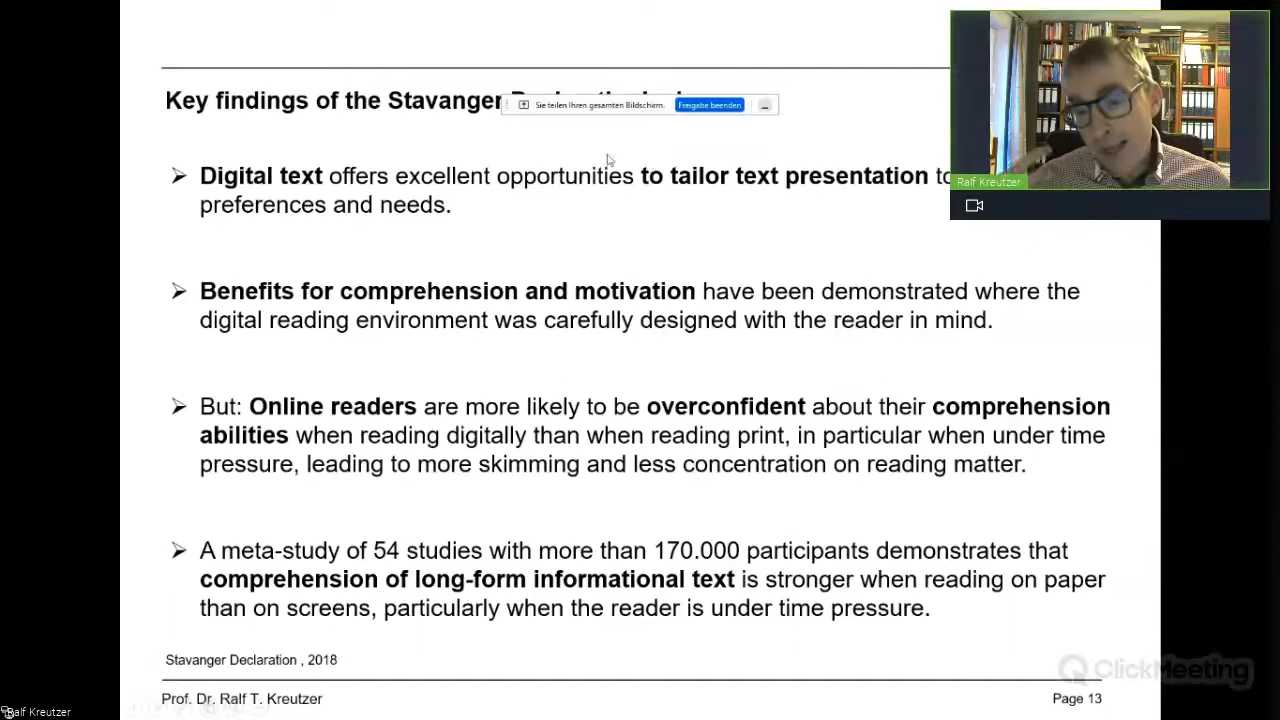 Key findings of the Stavanger
Sie teilen Ihren gesamten Bildschirm. Freigabe beenden
Digital text offers excellent opportunities to tailor text presentation to
preferences and needs.
Ralf Kreutzer
Benefits for comprehension and motivation have been demonstrated where the
digital reading environment was carefully designed with the reader in mind.
But: Online readers are more likely to be overconfident about their comprehension
abilities when reading digitally than when reading print, in particular when under time
pressure, leading to more skimming and less concentration on reading matter.
A meta-study of 54 studies with more than 170.000 participants demonstrates that
comprehension of long-form informational text is stronger when reading on paper
than on screens, particularly when the reader is under time pressure.
Stavanger Declaration , 2018
ClickMeeting
Prof. Dr. Ralf T. Kreutzer
Page 13
Ralf Kreutzer